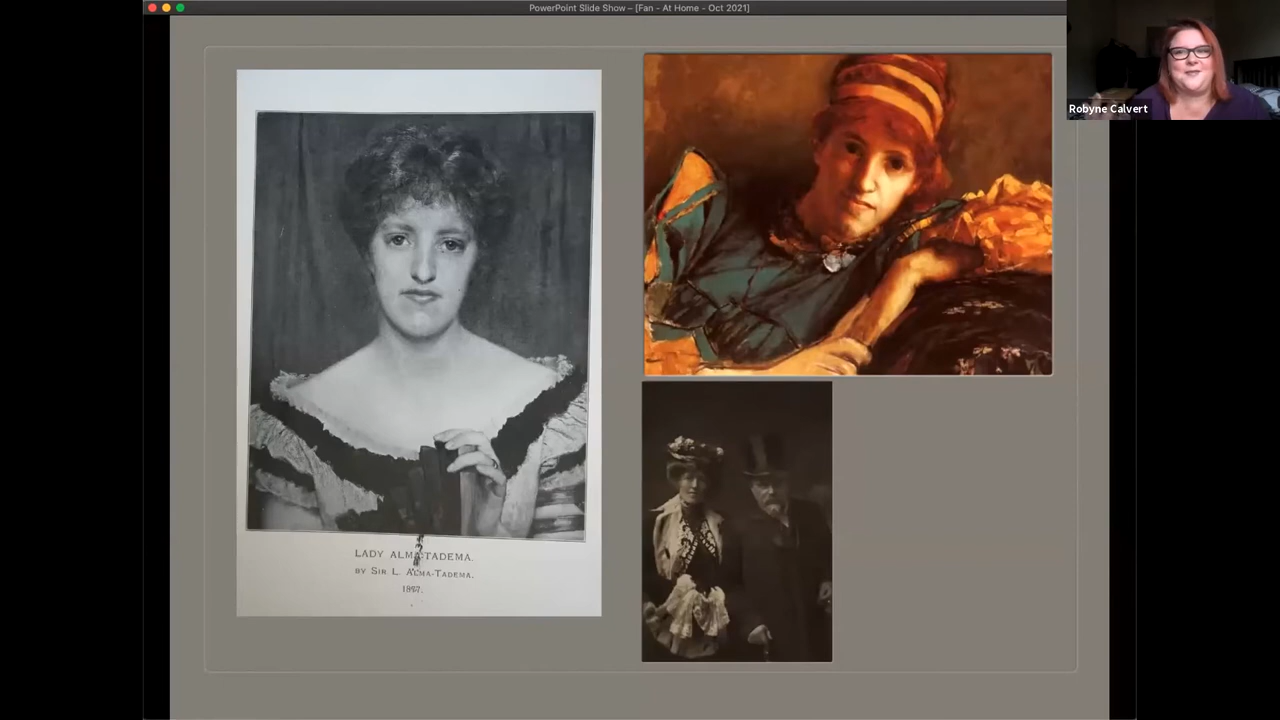 PowerPoint Slide Show – [Fan - At Home - Oct 2021]
Robyne Calvert
LADY ALMA-TADEMA.
BY SIR L. ALMA-TADEMA.